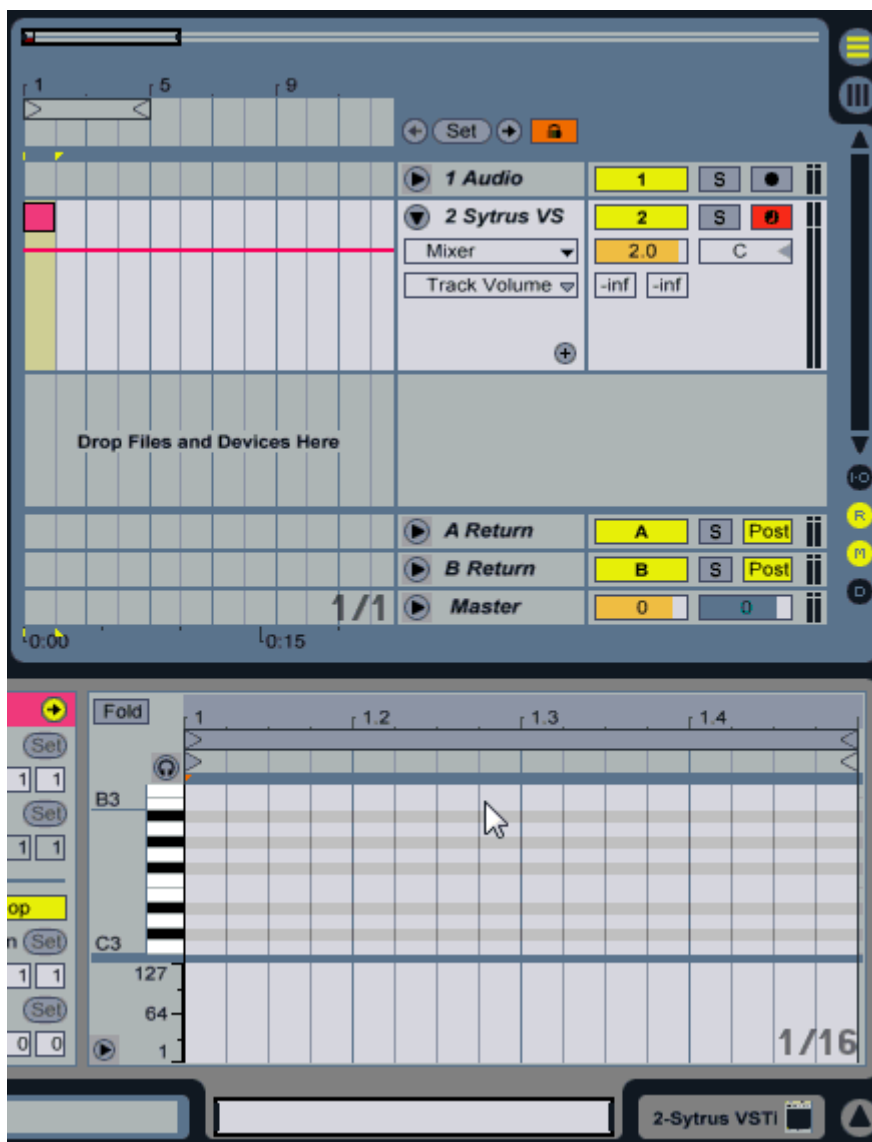 1 5 9
Set
1 Audio 1 S
2 Sytrus VS 2 S
Mixer 2.0 C
Track Volume -inf -inf
Drop Files and Devices Here
I-O
A Return A S Post
R
B Return B S Post
M
1/1 Master 0 0
D
0:00 0:15
Fold 1 1.2 1.3 1.4
Set
1 1
B3
Set
1 1
op
n Set C3
1 1 127
Set 64
0 0 1 1/16
2-Sytrus VSTi